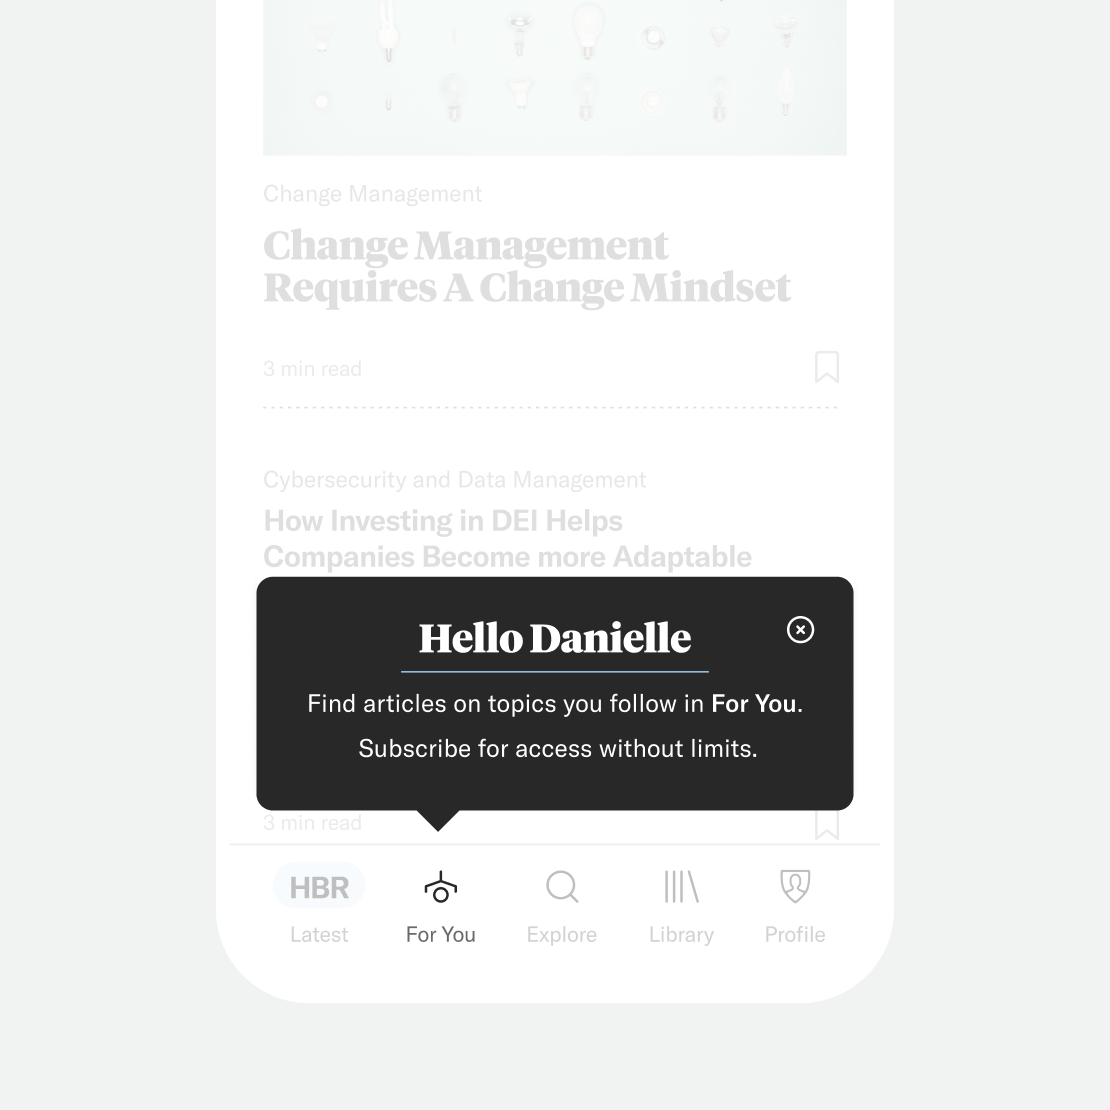 Change Management
Change Management
Requires A Change Mindset
3 min read
Cybersecurity and Data Management
How Investing in DEI Helps
Companies Become more Adaptable
Hello Danielle
Find articles on topics you follow in For You.
Subscribe for access without limits.
3 min read
HBR
Latest
For You
Explore
Library
Profile